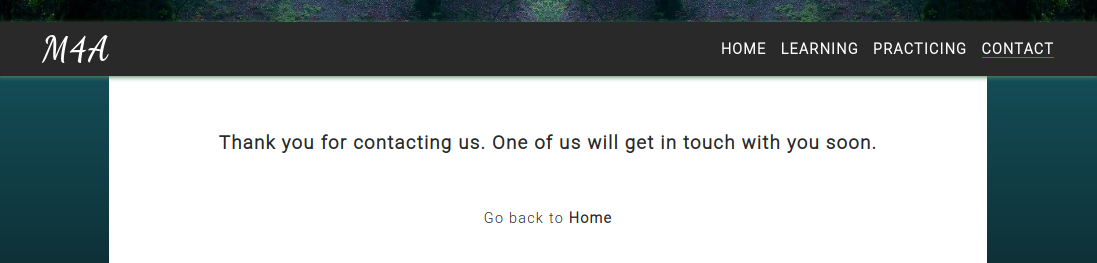 M4A
HOME LEARNING PRACTICING CONTACT
Thank you for contacting us. One of us will get in touch with you soon.
Go back to Home